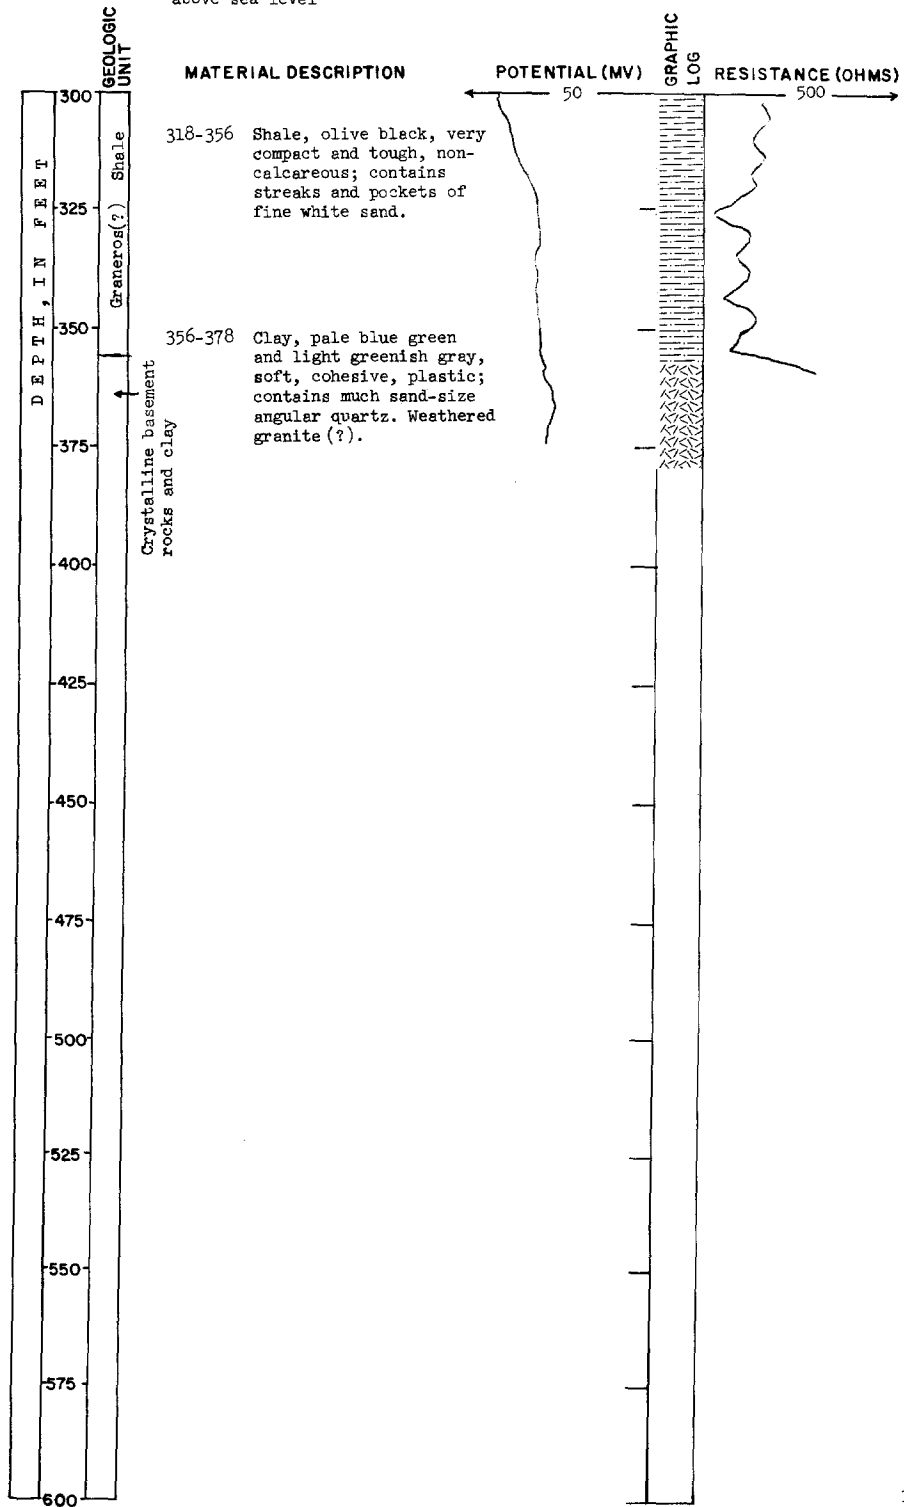 above sea level
GEOLOGIC
UNIT
MATERIAL DESCRIPTION
POTENTIAL (MV)
GRAPHIC
LOG
RESISTANCE (OHMS)
50
500
DEPTH, IN FEET
300
325
350
375
400
425
450
475
500
525
550
575
600
Graneros(?) Shale
Crystalline basement
rocks and clay
318-356 Shale, olive black, very
compact and tough, non-
calcareous; contains
streaks and pockets of
fine white sand.
356-378 Clay, pale blue green
and light greenish gray,
soft, cohesive, plastic;
contains much sand-size
angular quartz. Weathered
granite (?).